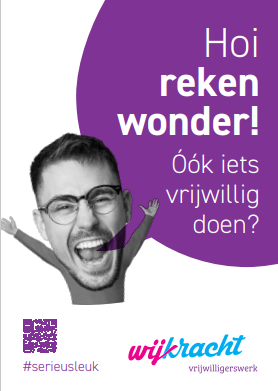 Hoi
reken
wonder!
Óók iets
vrijwillig
doen?
#serieusleuk
wijkracht
vrijwilligerswerk